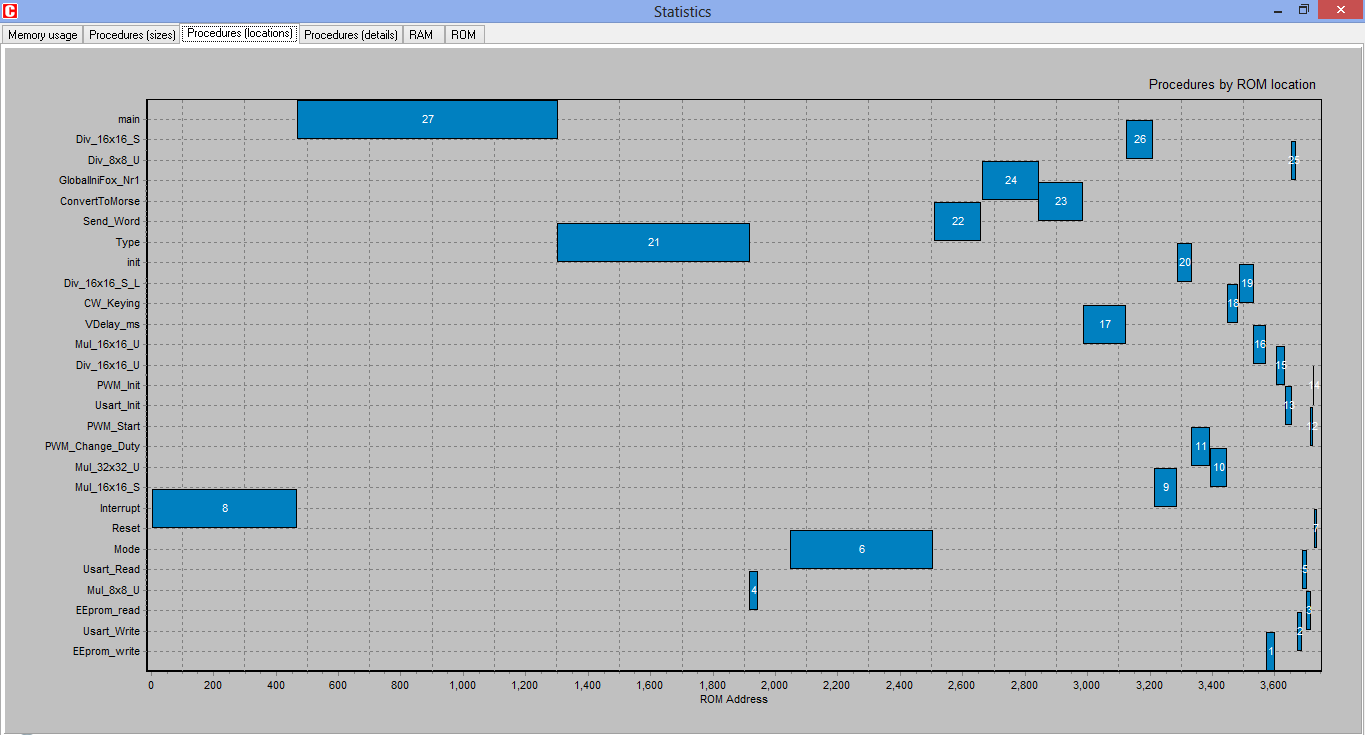 C Statistics
Memory usage Procedures (sizes) Procedures (locations) Procedures (details) RAM ROM
Procedures by ROM location
main 27
Div_16x16_S 26
Div_8x8_U 25
GlobalIniFox_Nr1 24
ConvertToMorse 23
Send_Word 22
Type 21
init 20
Div_16x16_S_L 19
CW_Keying 18
VDelay_ms 17
Mul_16x16_U 16
Div_16x16_U 15
PWM_Init 14
Usart_Init 13
PWM_Start 12
PWM_Change_Duty 11
Mul_32x32_U 10
Mul_16x16_S 9
Interrupt 8
Reset 7
Mode 6
Usart_Read 5
Mul_8x8_U 4
EEprom_read 3
Usart_Write 2
EEprom_write 1
0 200 400 600 800 1,000 1,200 1,400 1,600 1,800 2,000 2,200 2,400 2,600 2,800 3,000 3,200 3,400 3,600
ROM Address